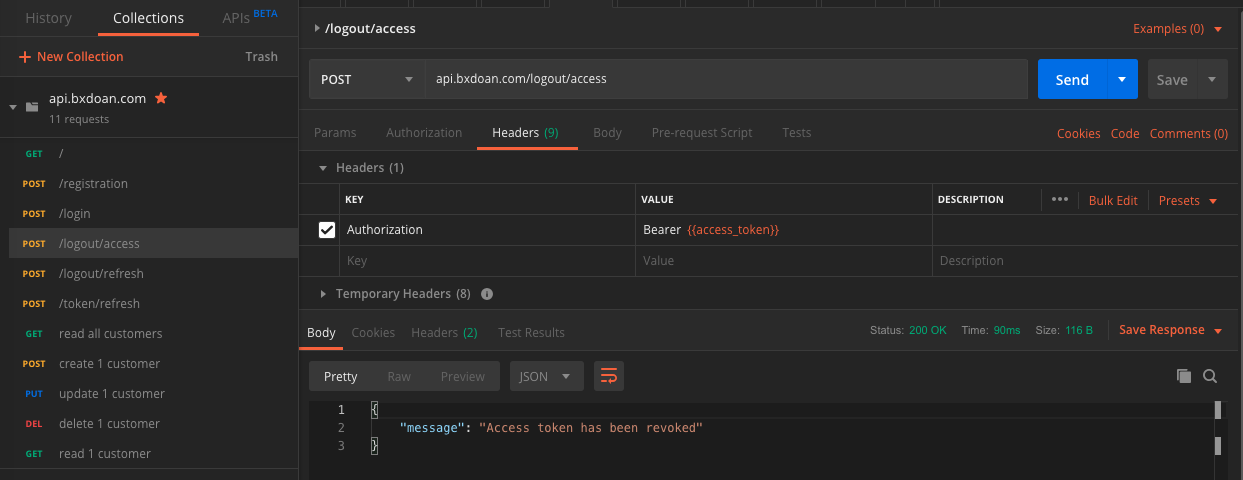 History Collections APIs BETA
+ New Collection Trash
api.bxdoan.com
11 requests
GET /
POST /registration
POST /login
POST /logout/access
POST /logout/refresh
POST /token/refresh
GET read all customers
POST create 1 customer
PUT update 1 customer
DEL delete 1 customer
GET read 1 customer
/logout/access Examples (0)
POST api.bxdoan.com/logout/access Send Save
Params Authorization Headers (9) Body Pre-request Script Tests Cookies Code Comments (0)
Headers (1)
KEY VALUE DESCRIPTION ••• Bulk Edit Presets
Authorization Bearer {{access_token}}
Key Value Description
Temporary Headers (8) i
Body Cookies Headers (2) Test Results Status: 200 OK Time: 90ms Size: 116 B Save Response
Pretty Raw Preview JSON
1 {
2 "message": "Access token has been revoked"
3 }